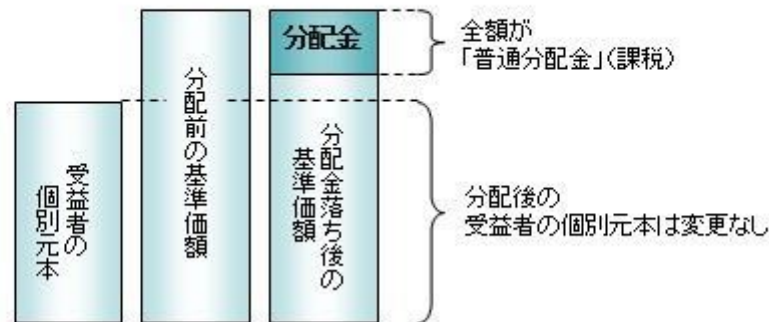 受益者の
個別元本
分配前の基準価額
分配金
分配金落ち後の
基準価額
全額が
「普通分配金」(課税)
分配後の
受益者の個別元本は変更なし